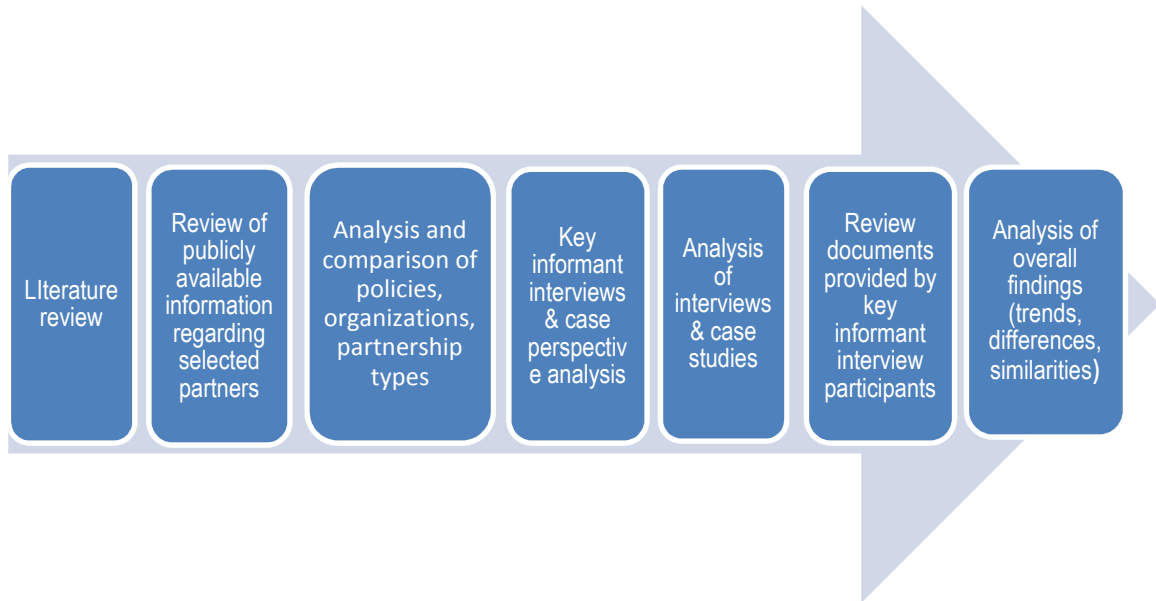 LIterature
review
Review of
publicly
available
information
regarding
selected
partners
Analysis and
comparison of
policies,
organizations,
partnership
types
Key
informant
interviews
& case
perspectiv
e analysis
Analysis
of
interviews
& case
studies
Review
documents
provided by
key
informant
interview
participants
Analysis of
overall
findings
(trends,
differences,
similarities)